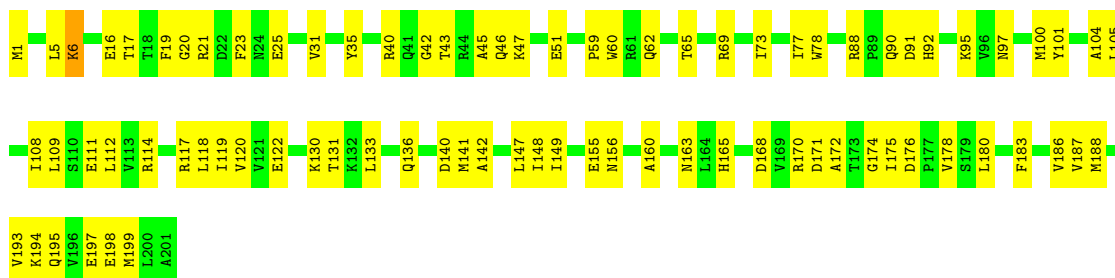 M1 L5 K6 E16 T17 T18 F19 G20 R21 D22 F23 N24 E25 V31 Y35 R40 Q41 G42 T43 R44 A45 Q46 K47 E51 P59 W60 R61 Q62 T65 R69 I73 I77 W78 R88 P89 Q90 D91 H92 K95 V96 N97 M100 Y101 A104 L105
I108 L109 S110 E111 L112 V113 R114 R117 L118 I119 V120 V121 E122 K130 T131 K132 L133 Q136 D140 M141 A142 L147 I148 I149 E155 N156 A160 N163 L164 H165 D168 V169 R170 D171 A172 T173 G174 I175 D176 P177 V178 S179 L180 F183 V186 V187 M188
V193 K194 Q195 V196 E197 E198 M199 L200 A201